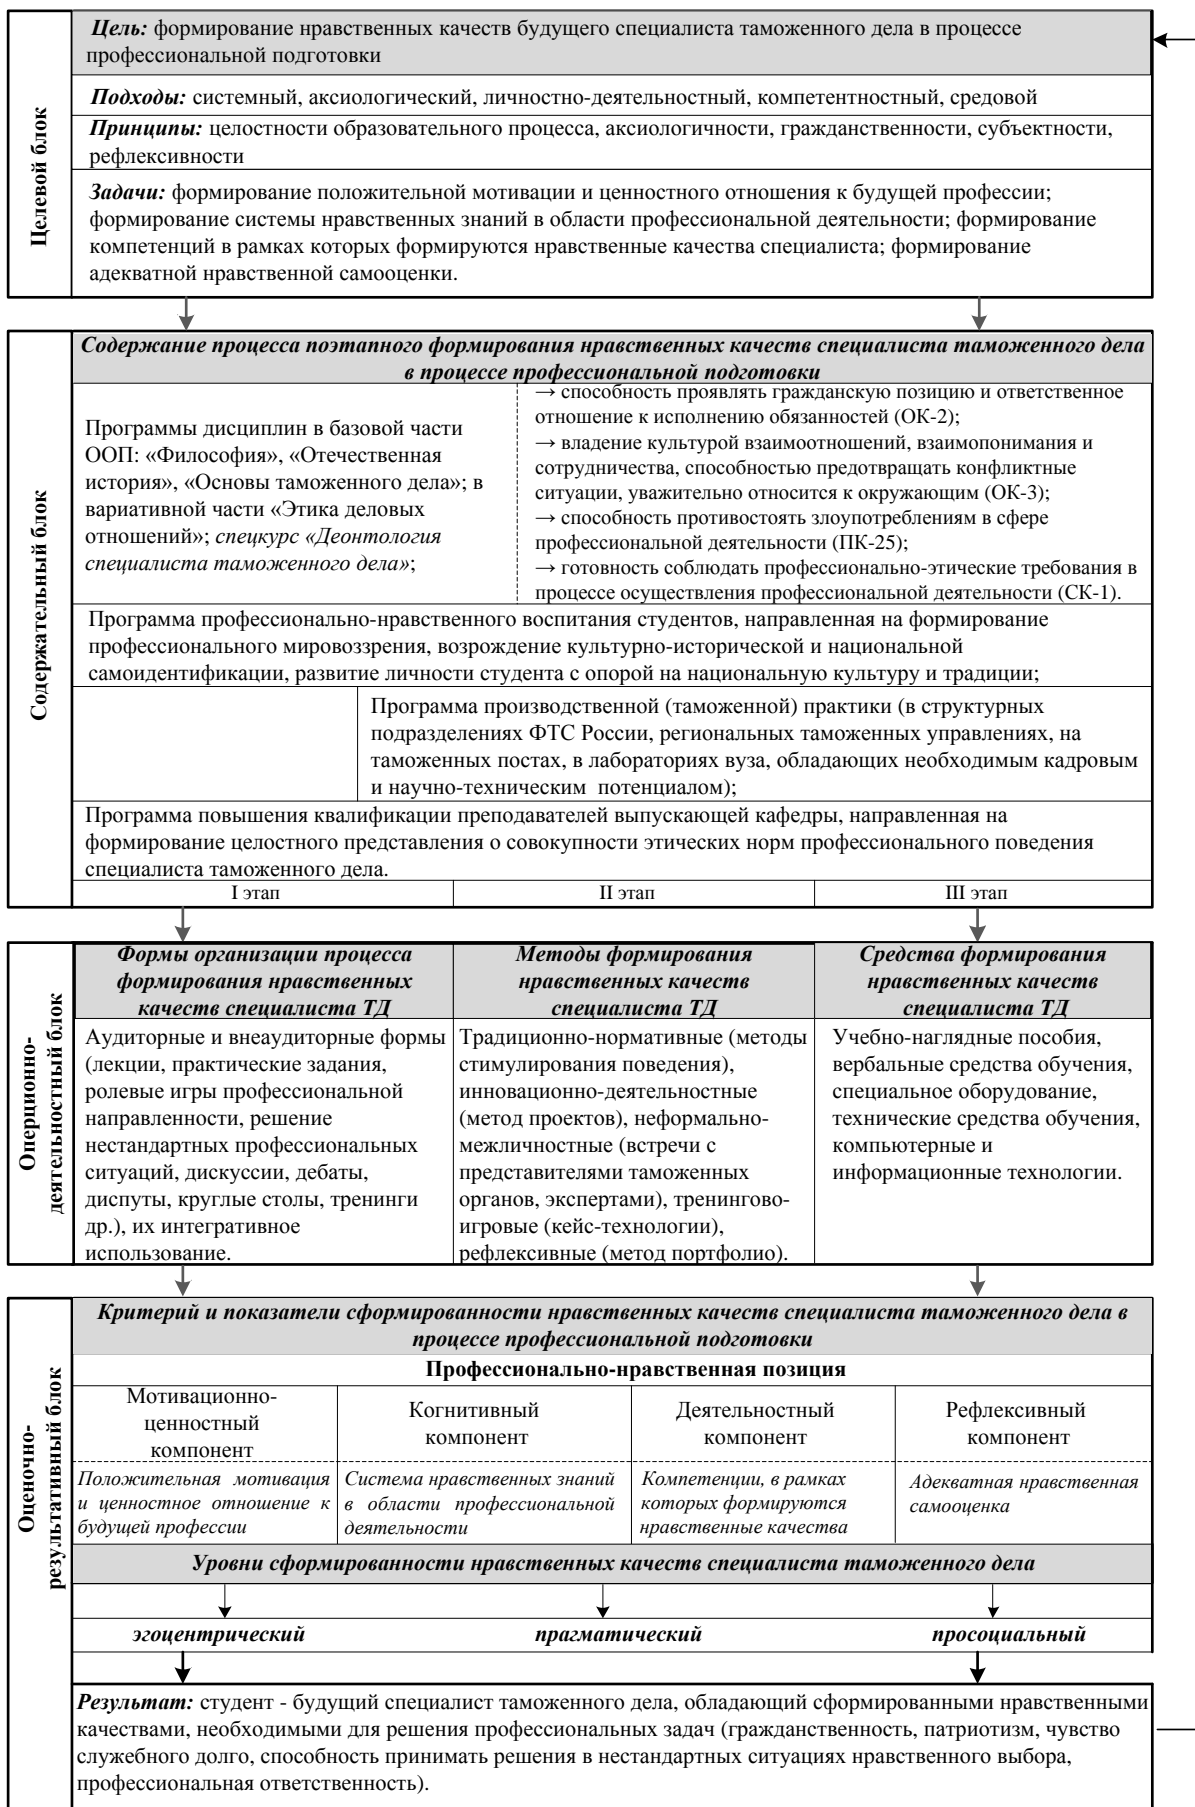 Целевой блок
Цель: формирование нравственных качеств будущего специалиста таможенного дела в процессе
профессиональной подготовки
Подходы: системный, аксиологический, личностно-деятельностный, компетентностный, средовой
Принципы: целостности образовательного процесса, аксиологичности, гражданственности, субъектности,
рефлексивности
Задачи: формирование положительной мотивации и ценностного отношения к будущей профессии;
формирование системы нравственных знаний в области профессиональной деятельности; формирование
компетенций в рамках которых формируются нравственные качества специалиста; формирование
адекватной нравственной самооценки.
Содержательный блок
Содержание процесса поэтапного формирования нравственных качеств специалиста таможенного дела
в процессе профессиональной подготовки
Программы дисциплин в базовой части
ООП: «Философия», «Отечественная
история», «Основы таможенного дела»; в
вариативной части «Этика деловых
отношений»; спецкурс «Деонтология
специалиста таможенного дела»;
→ способность проявлять гражданскую позицию и ответственное
отношение к исполнению обязанностей (ОК-2);
→ владение культурой взаимоотношений, взаимопонимания и
сотрудничества, способностью предотвращать конфликтные
ситуации, уважительно относится к окружающим (ОК-3);
→ способность противостоять злоупотреблениям в сфере
профессиональной деятельности (ПК-25);
→ готовность соблюдать профессионально-этические требования в
процессе осуществления профессиональной деятельности (СК-1).
Программа профессионально-нравственного воспитания студентов, направленная на формирование
профессионального мировоззрения, возрождение культурно-исторической и национальной
самоидентификации, развитие личности студента с опорой на национальную культуру и традиции;
Программа производственной (таможенной) практики (в структурных
подразделениях ФТС России, региональных таможенных управлениях, на
таможенных постах, в лабораториях вуза, обладающих необходимым кадровым
и научно-техническим потенциалом);
Программа повышения квалификации преподавателей выпускающей кафедры, направленная на
формирование целостного представления о совокупности этических норм профессионального поведения
специалиста таможенного дела.
I этап
II этап
III этап
Оперционно-
деятельностный блок
Формы организации процесса
формирования нравственных
качеств специалиста ТД
Аудиторные и внеаудиторные формы
(лекции, практические задания,
ролевые игры профессиональной
направленности, решение
нестандартных профессиональных
ситуаций, дискуссии, дебаты,
диспуты, круглые столы, тренинги
др.), их интегративное
использование.
Методы формирования
нравственных качеств
специалиста ТД
Традиционно-нормативные (методы
стимулирования поведения),
инновационно-деятельностные
(метод проектов), неформально-
межличностные (встречи с
представителями таможенных
органов, экспертами), тренингово-
игровые (кейс-технологии),
рефлексивные (метод портфолио).
Средства формирования
нравственных качеств
специалиста ТД
Учебно-наглядные пособия,
вербальные средства обучения,
специальное оборудование,
технические средства обучения,
компьютерные и
информационные технологии.
Оценочно-
результативный блок
Критерий и показатели сформированности нравственных качеств специалиста таможенного дела в
процессе профессиональной подготовки
Профессионально-нравственная позиция
Мотивационно-
ценностный
компонент
Когнитивный
компонент
Деятельностный
компонент
Рефлексивный
компонент
Положительная мотивация
и ценностное отношение к
будущей профессии
Система нравственных знаний
в области профессиональной
деятельности
Компетенции, в рамках
которых формируются
нравственные качества
Адекватная нравственная
самооценка
Уровни сформированности нравственных качеств специалиста таможенного дела
эгоцентрический
прагматический
просоциальный
Результат: студент - будущий специалист таможенного дела, обладающий сформированными нравственными
качествами, необходимыми для решения профессиональных задач (гражданственность, патриотизм, чувство
служебного долго, способность принимать решения в нестандартных ситуациях нравственного выбора,
профессиональная ответственность).